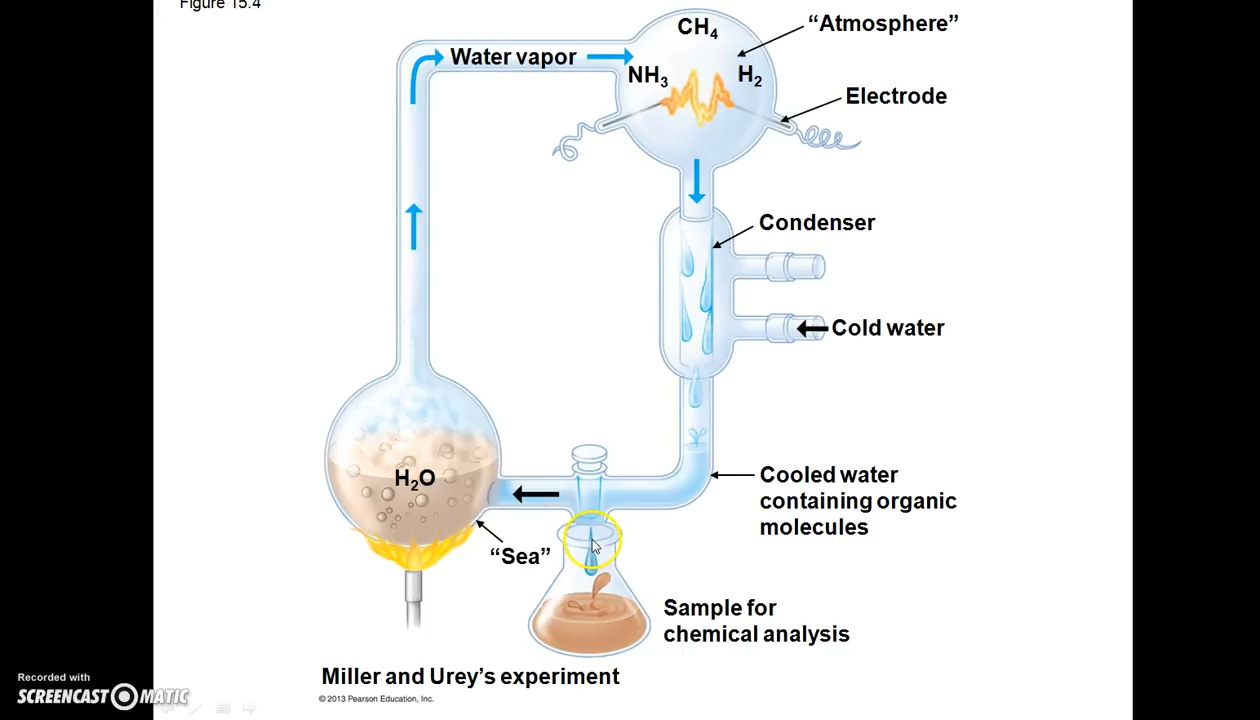 Figure 15.4
CH₄
“Atmosphere”
Water vapor
NH₃
H₂
Electrode
Condenser
Cold water
H₂O
Cooled water
containing organic
molecules
“Sea”
Sample for
chemical analysis
Miller and Urey’s experiment
© 2013 Pearson Education, Inc.
Recorded with
SCREENCAST MATIC